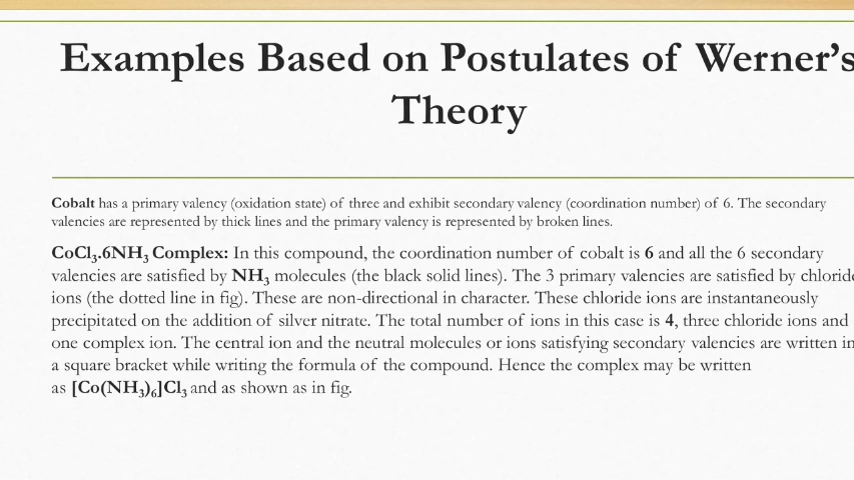 Examples Based on Postulates of Werner's
Theory
Cobalt has a primary valency (oxidation state) of three and exhibit secondary valency (coordination number) of 6. The secondary
valencies are represented by thick lines and the primary valency is represented by broken lines.
CoCl₃.6NH₃ Complex: In this compound, the coordination number of cobalt is 6 and all the 6 secondary
valencies are satisfied by NH₃ molecules (the black solid lines). The 3 primary valencies are satisfied by chloride
ions (the dotted line in fig). These are non-directional in character. These chloride ions are instantaneously
precipitated on the addition of silver nitrate. The total number of ions in this case is 4, three chloride ions and
one complex ion. The central ion and the neutral molecules or ions satisfying secondary valencies are written in
a square bracket while writing the formula of the compound. Hence the complex may be written
as [Co(NH₃)₆]Cl₃ and as shown as in fig.